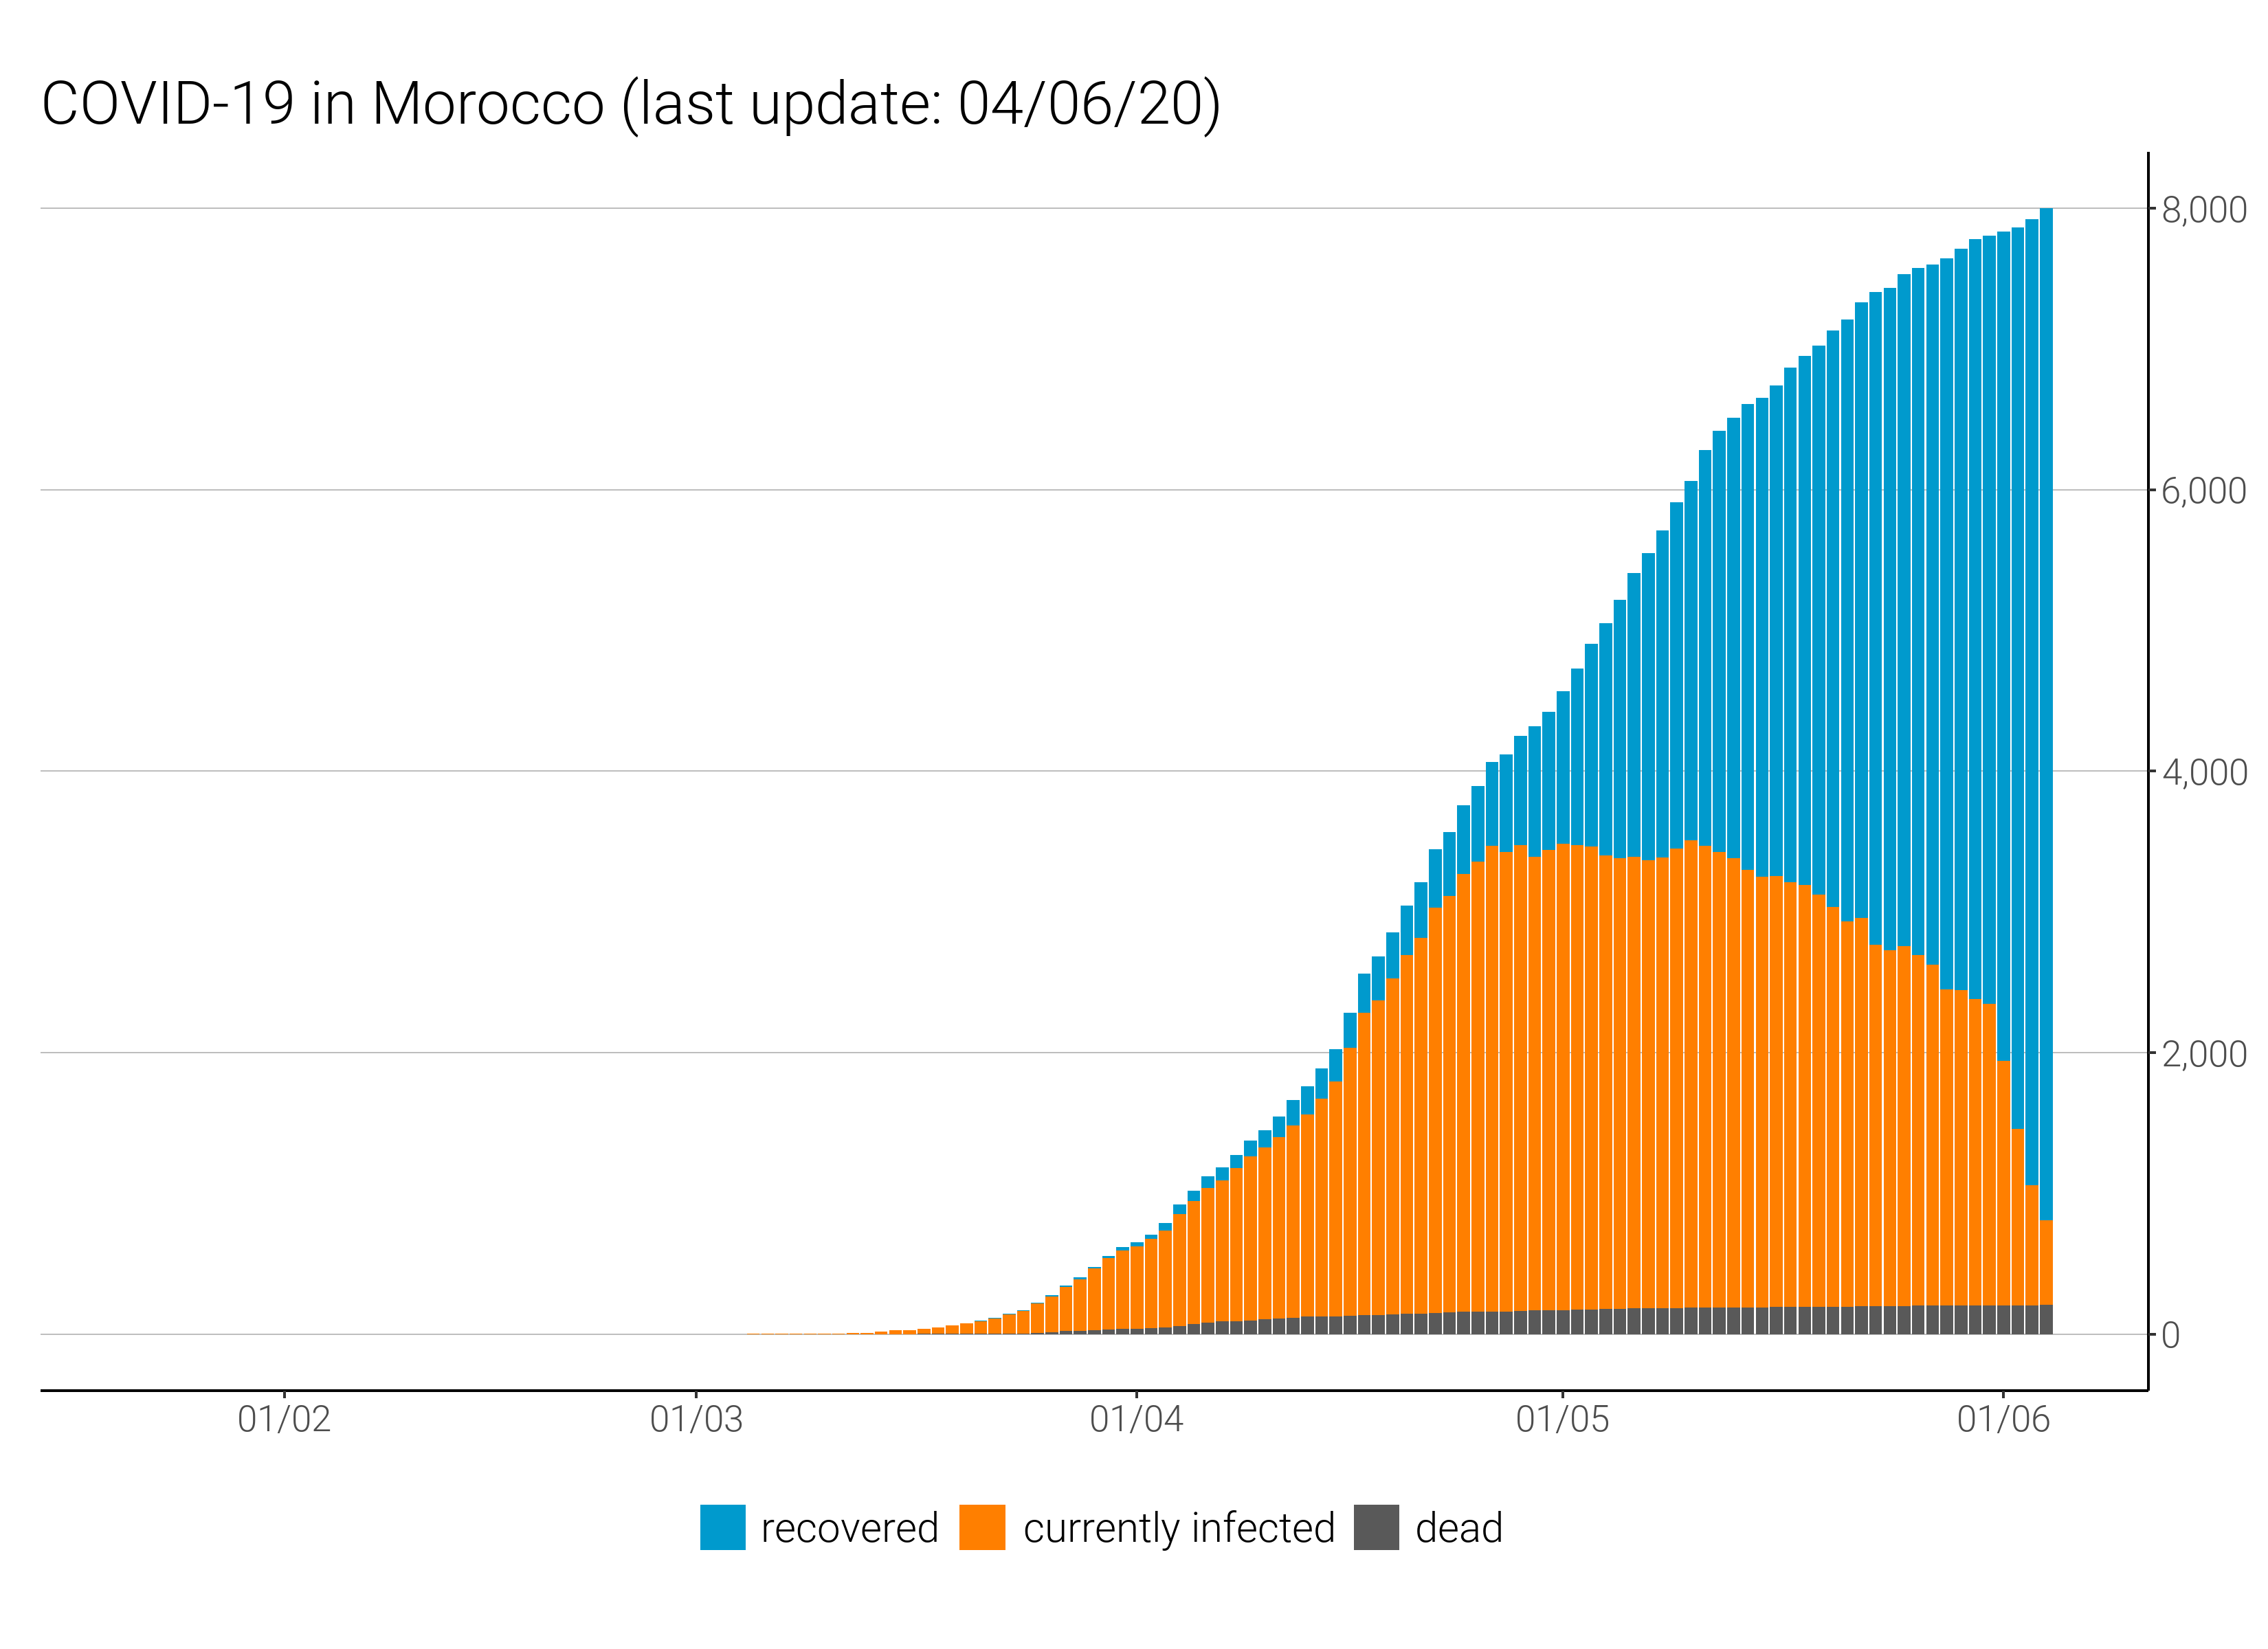 COVID-19 in Morocco (last update: 04/06/20)
8,000
6,000
4,000
2,000
0
01/02 01/03 01/04 01/05 01/06
recovered currently infected dead